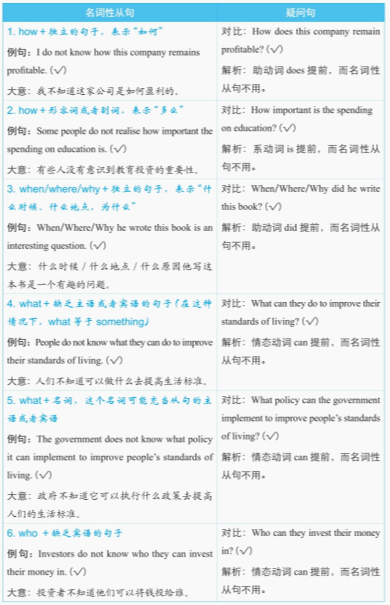 名词性从句
疑问句
1. how＋独立的句子，表示“如何”
例句：I do not know how this company remains
profitable. (√)
大意：我不知道这家公司是如何盈利的。
对比：How does this company remain
profitable? (√)
解析：助动词 does 提前，而名词性
从句不用。
2. how＋形容词或者副词，表示“多么”
例句：Some people do not realise how important the
spending on education is. (√)
大意：有些人没有意识到教育投资的重要性。
对比：How important is the spending
on education? (√)
解析：系动词 is 提前，而名词性从
句不用。
3. when/where/why＋独立的句子，表示“什
么时候，什么地点，为什么”
例句：When/Where/Why he wrote this book is an
interesting question. (√)
大意：什么时候 / 什么地点 / 什么原因他写这
本书是一个有趣的问题。
对比：When/Where/Why did he write
this book? (√)
解析：助动词 did 提前，而名词性从
句不用。
4. what＋缺乏主语或者宾语的句子（在这种
情况下，what 等于 something）
例句：People do not know what they can do to improve
their standards of living. (√)
大意：人们不知道可以做什么去提高生活标准。
对比：What can they do to improve their
standards of living? (√)
解析：情态动词 can 提前，而名词性
从句不用。
5. what＋名词，这个名词可能充当从句的主
语或者宾语
例句：The government does not know what policy
it can implement to improve people's standards of
living. (√)
大意：政府不知道它可以执行什么政策去提高
人们的生活标准。
对比：What policy can the government
implement to improve people's standards
of living? (√)
解析：情态动词 can 提前，而名词性
从句不用。
6. who＋缺乏宾语的句子
例句：Investors do not know who they can invest
their money in. (√)
大意：投资者不知道他们可以将钱投给谁。
对比：Who can they invest their money
in? (√)
解析：情态动词 can 提前，而名词性
从句不用。